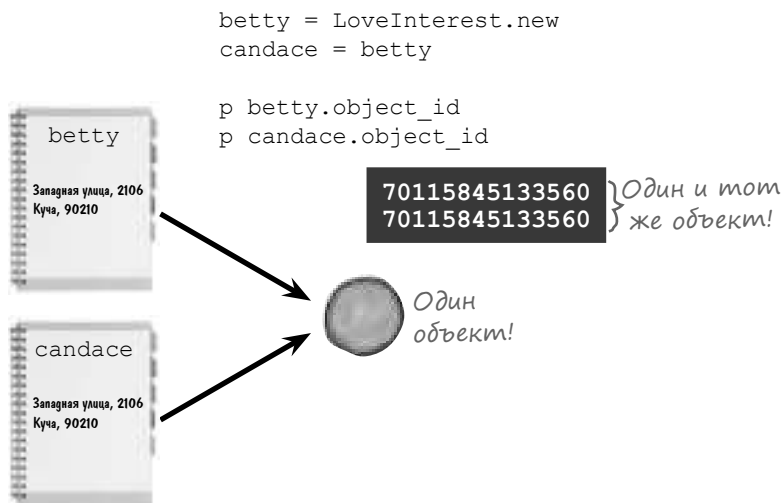 betty = LoveInterest.new
candace = betty
p betty.object_id
p candace.object_id
betty
Западная улица, 2106
Куча, 90210
70115845133560
70115845133560
Один и тот
же объект!
Один
объект!
candace
Западная улица, 2106
Куча, 90210